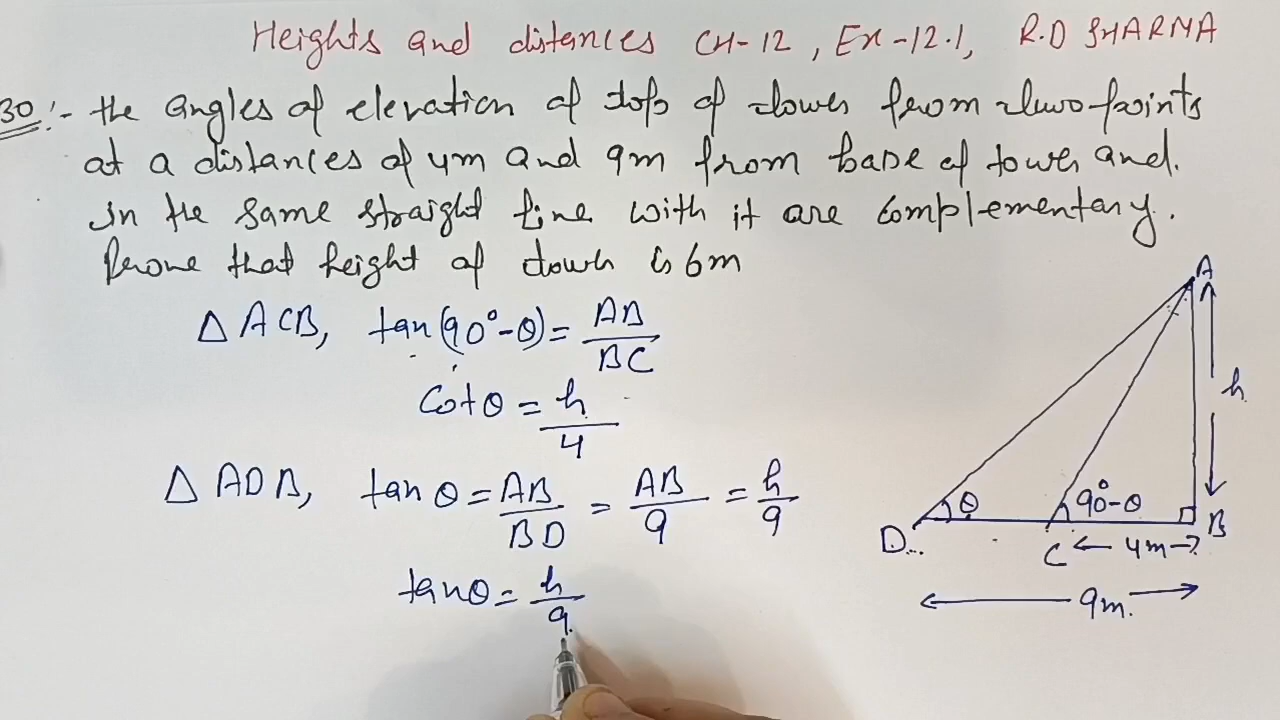 Heights and distances CH-12, Ex-12.1, R.D SHARMA
30:- the angles of elevation of top of tower from two points
at a distances of 4m and 9m from base of tower and.
in the same straight line with it are complementary.
Prove that height of tower is 6m
Δ ACB, tan(90°-θ) = AB/BC
Cotθ = h/4
Δ ADB, tan θ = AB/BD = AB/9 = h/9
tanθ = h/9
A
h
θ
90°-θ
D
C
B
4m
9m.